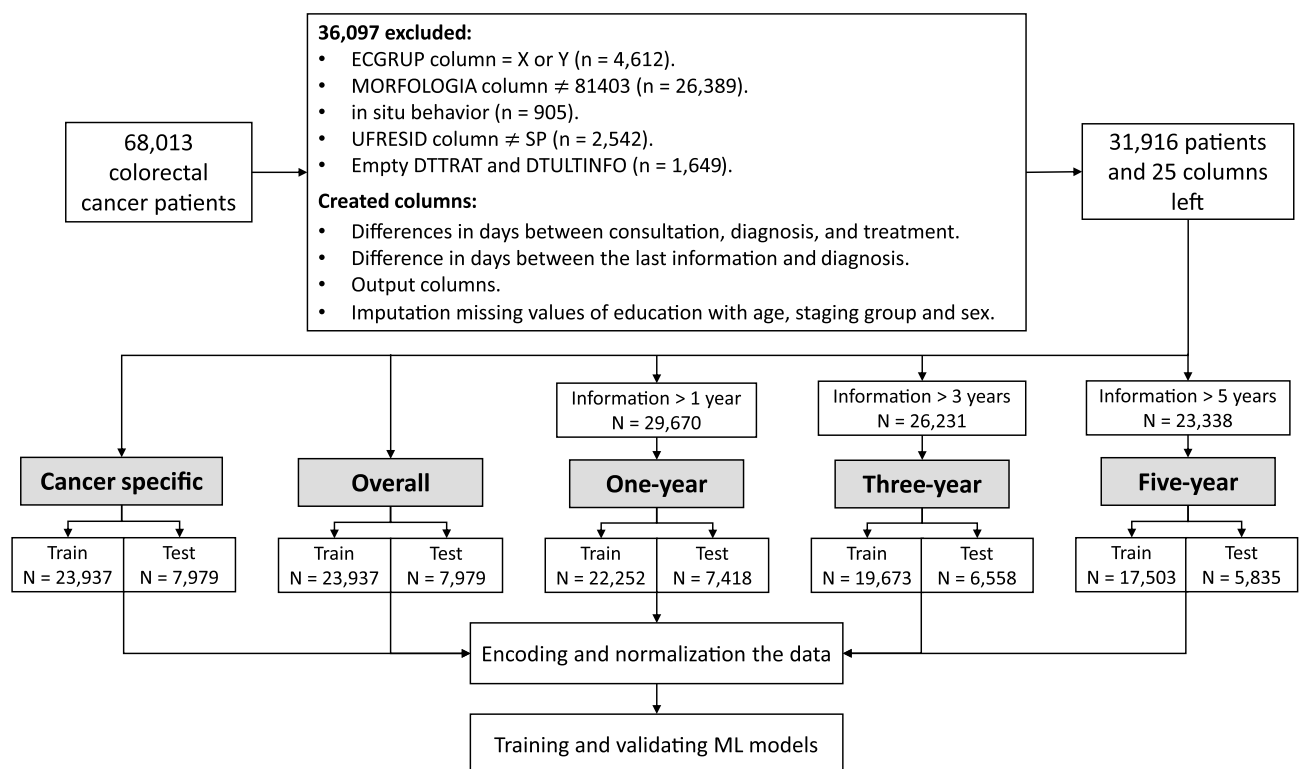 68,013
colorectal
cancer patients
36,097 excluded:
• ECGRUP column = X or Y (n = 4,612).
• MORFOLOGIA column ≠ 81403 (n = 26,389).
• in situ behavior (n = 905).
• UFRESID column ≠ SP (n = 2,542).
• Empty DTTRAT and DTULTINFO (n = 1,649).
Created columns:
• Differences in days between consultation, diagnosis, and treatment.
• Difference in days between the last information and diagnosis.
• Output columns.
• Imputation missing values of education with age, staging group and sex.
31,916 patients
and 25 columns
left
Information > 1 year
N = 29,670
Information > 3 years
N = 26,231
Information > 5 years
N = 23,338
Cancer specific
Overall
One-year
Three-year
Five-year
Train
N = 23,937
Test
N = 7,979
Train
N = 23,937
Test
N = 7,979
Train
N = 22,252
Test
N = 7,418
Train
N = 19,673
Test
N = 6,558
Train
N = 17,503
Test
N = 5,835
Encoding and normalization the data
Training and validating ML models